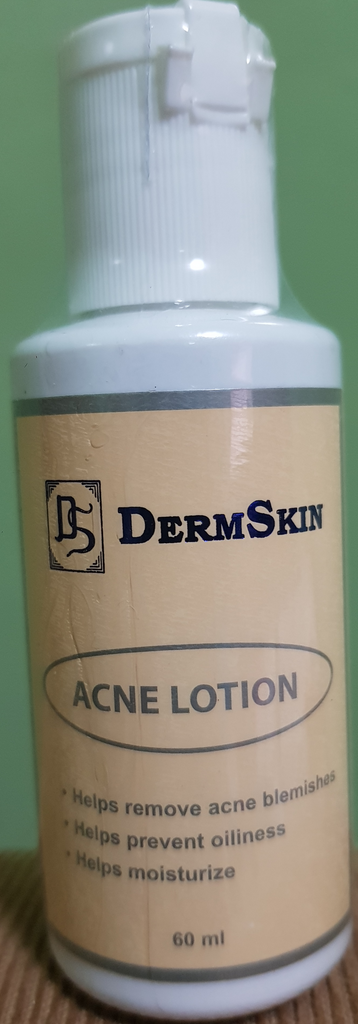 DS DERMSKIN
ACNE LOTION
• Helps remove acne blemishes
• Helps prevent oiliness
• Helps moisturize
60 ml